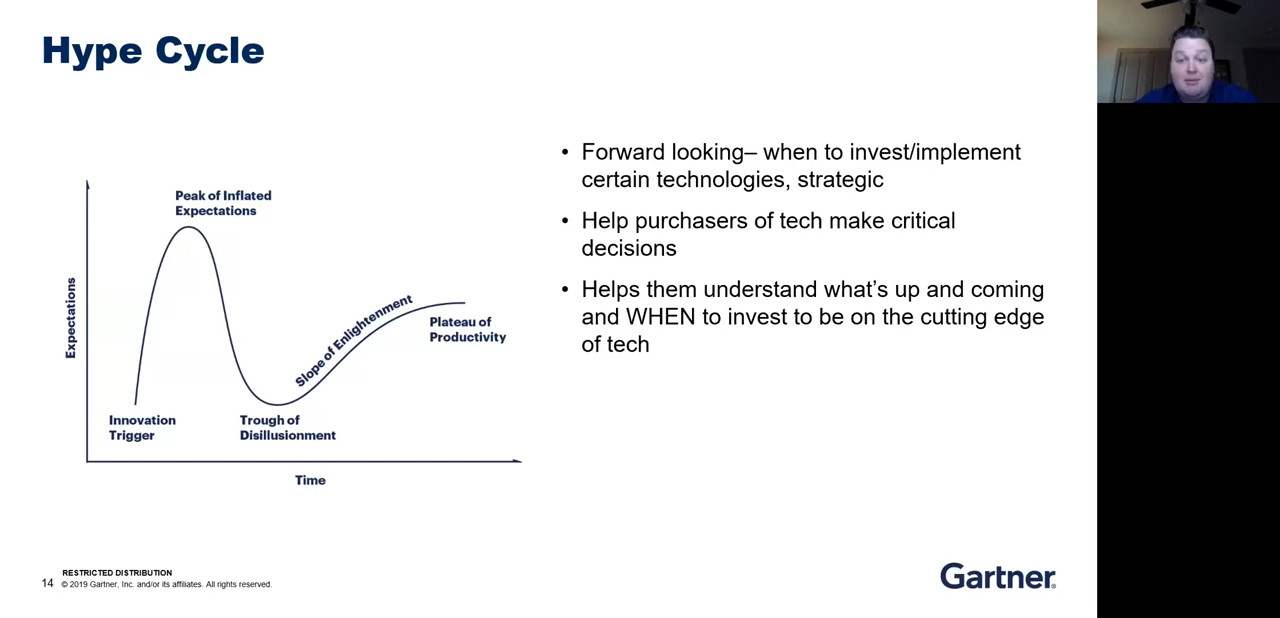 Hype Cycle
Peak of Inflated
Expectations
Expectations
Slope of Enlightenment
Plateau of
Productivity
Innovation
Trigger
Trough of
Disillusionment
Time
• Forward looking– when to invest/implement
certain technologies, strategic
• Help purchasers of tech make critical
decisions
• Helps them understand what’s up and coming
and WHEN to invest to be on the cutting edge
of tech
RESTRICTED DISTRIBUTION
14 © 2019 Gartner, Inc. and/or its affiliates. All rights reserved.
Gartner®